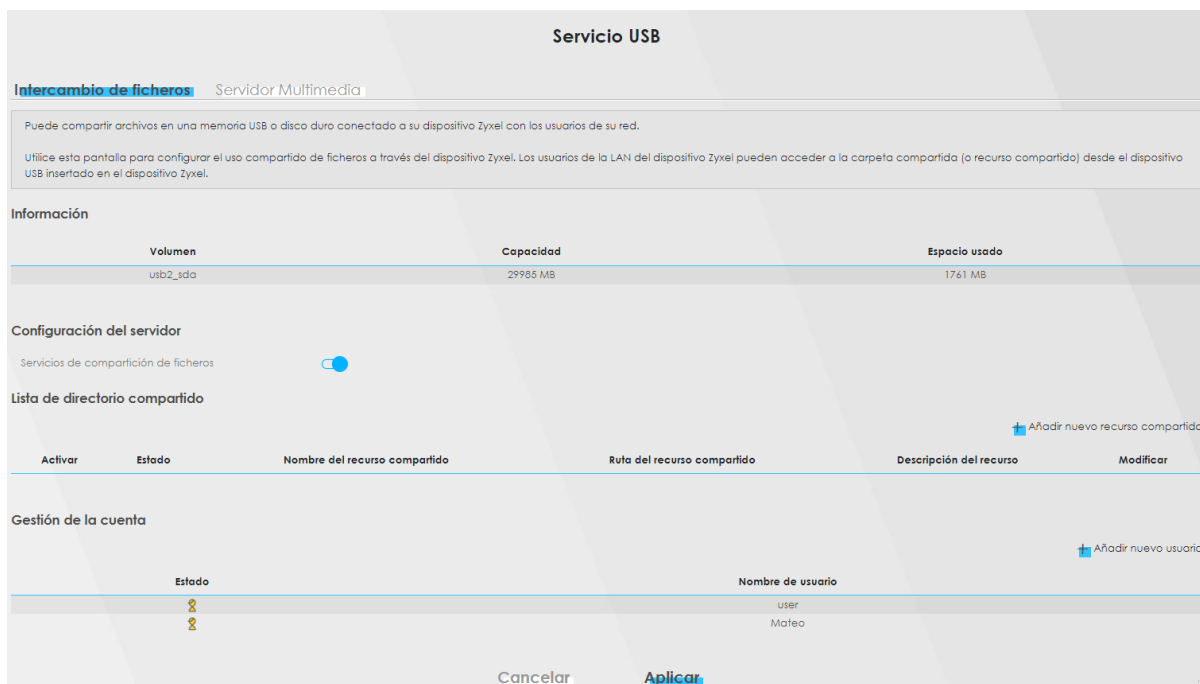 Servicio USB
Intercambio de ficheros Servidor Multimedia
Puede compartir archivos en una memoria USB o disco duro conectado a su dispositivo Zyxel con los usuarios de su red.
Utilice esta pantalla para configurar el uso compartido de ficheros a través del dispositivo Zyxel. Los usuarios de la LAN del dispositivo Zyxel pueden acceder a la carpeta compartida (o recurso compartido) desde el dispositivo
USB insertado en el dispositivo Zyxel.
Información
Volumen Capacidad Espacio usado
usb2_sda 29985 MB 1761 MB
Configuración del servidor
Servicios de compartición de ficheros
Lista de directorio compartido
+ Añadir nuevo recurso compartido
Activar Estado Nombre del recurso compartido Ruta del recurso compartido Descripción del recurso Modificar
Gestión de la cuenta
+ Añadir nuevo usuario
Estado Nombre de usuario
user
Mateo
Cancelar Aplicar